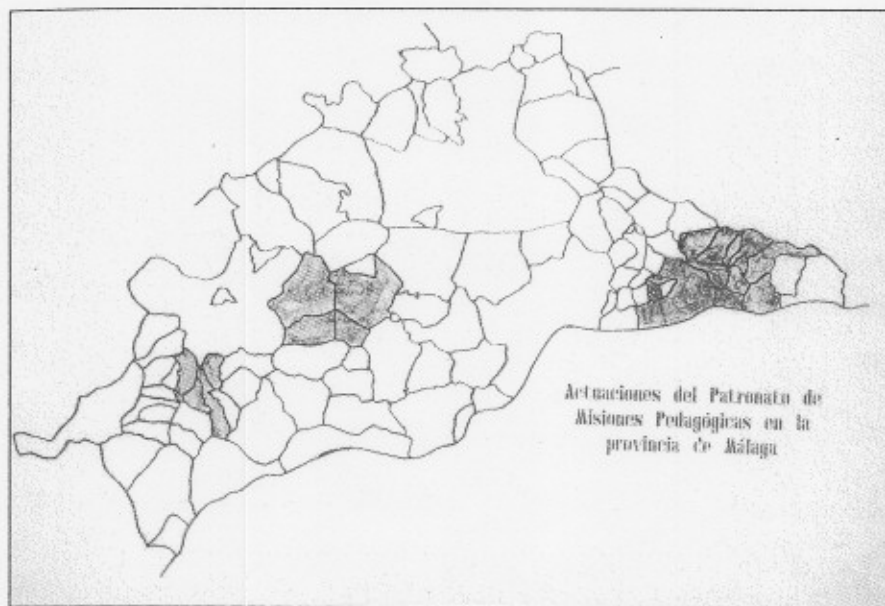 Actuaciones del Patronato de
Misiones Pedagógicas en la
provincia de Málaga